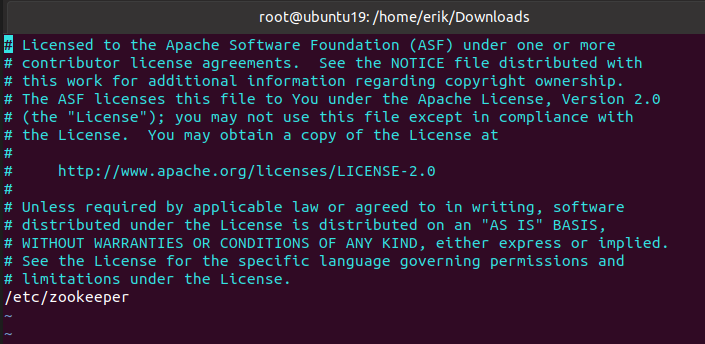 root@ubuntu19: /home/erik/Downloads
# Licensed to the Apache Software Foundation (ASF) under one or more
# contributor license agreements.  See the NOTICE file distributed with
# this work for additional information regarding copyright ownership.
# The ASF licenses this file to You under the Apache License, Version 2.0
# (the "License"); you may not use this file except in compliance with
# the License.  You may obtain a copy of the License at
#
#     http://www.apache.org/licenses/LICENSE-2.0
#
# Unless required by applicable law or agreed to in writing, software
# distributed under the License is distributed on an "AS IS" BASIS,
# WITHOUT WARRANTIES OR CONDITIONS OF ANY KIND, either express or implied.
# See the License for the specific language governing permissions and
# limitations under the License.
/etc/zookeeper
~
~